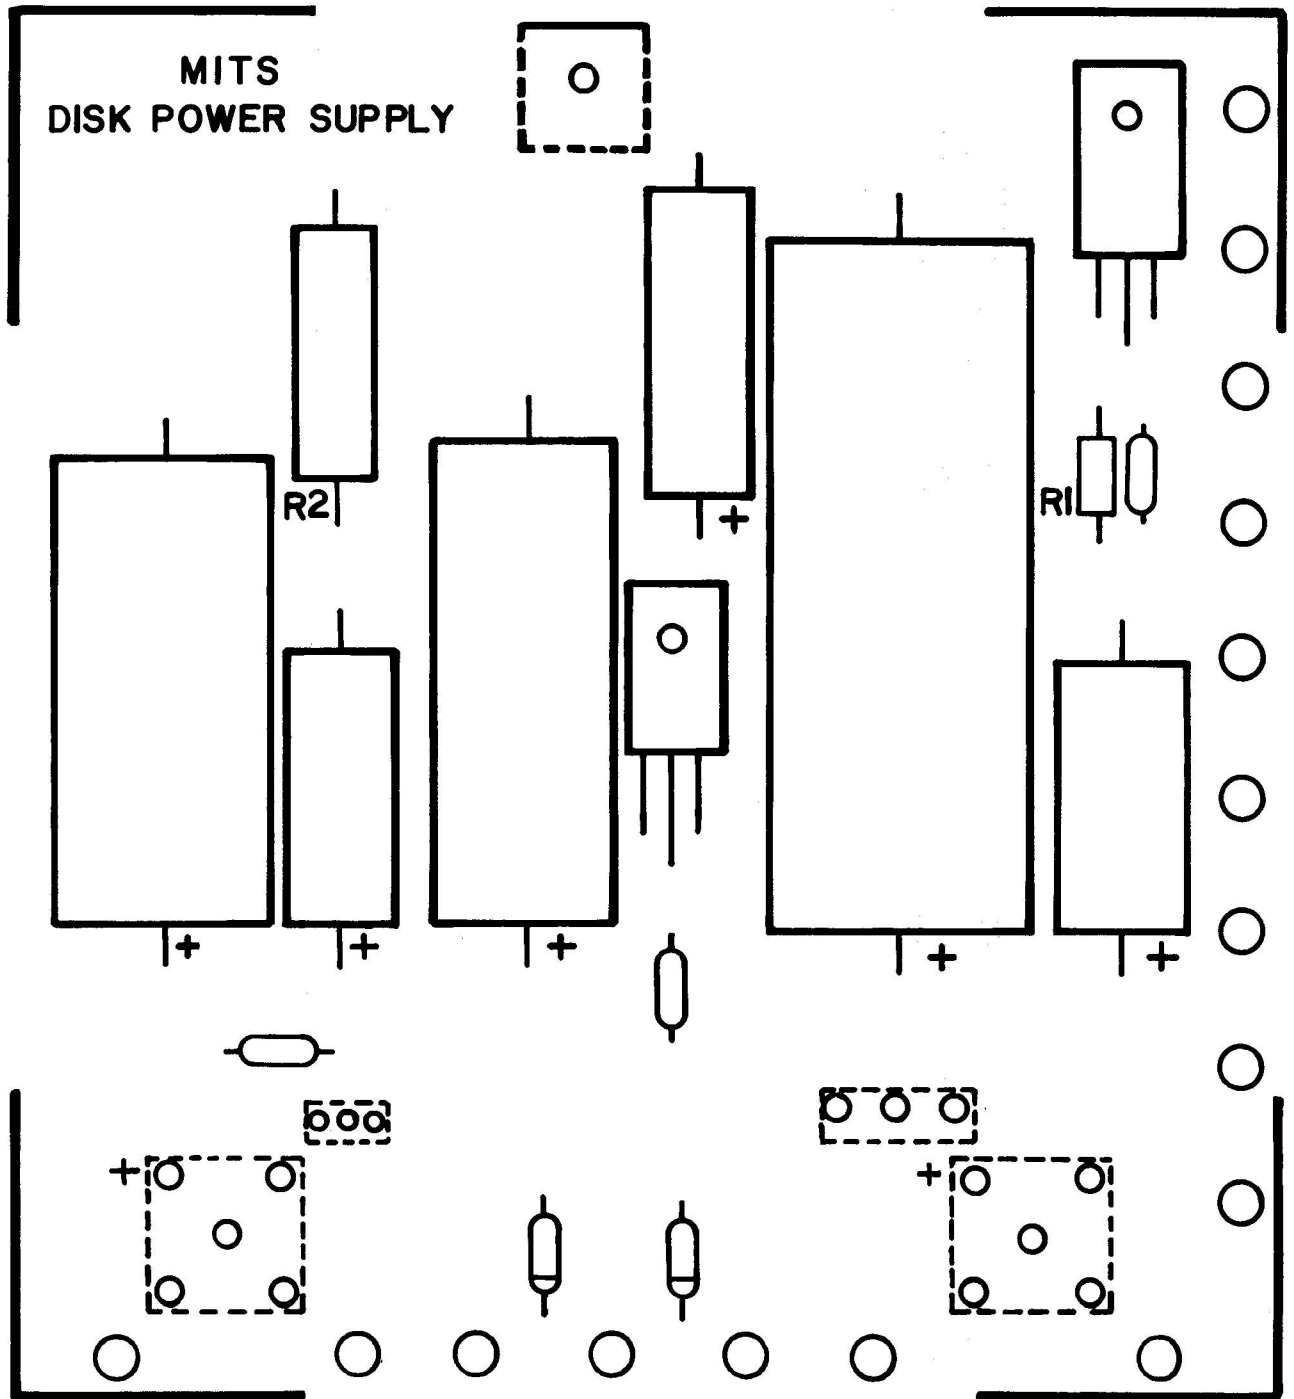 MITS
DISK POWER SUPPLY
R2
R1
+
+
+
+
+
+
+
+